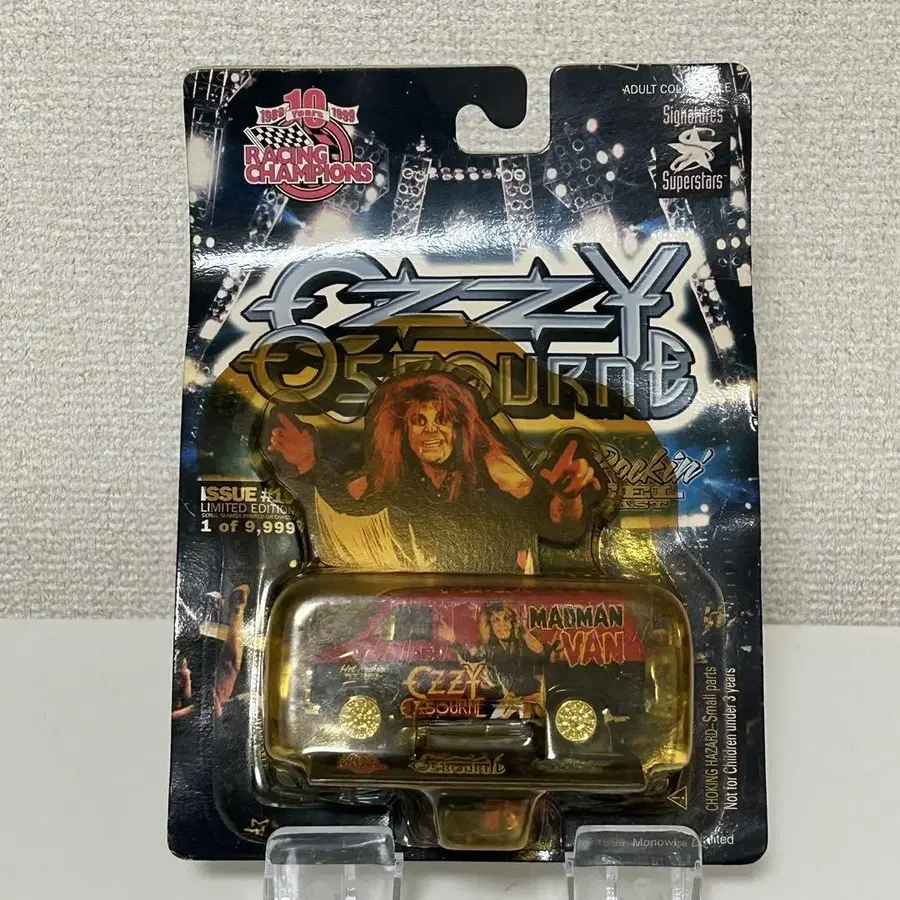 ADULT COLLECTIBLE
1989 10 1999
Years
RACING
CHAMPIONS
Signatures
Superstars
OZZY
OSBOURNE
Rockin'
ISSUE #1
LIMITED EDITION
1 of 9,999
MADMAN
VAN
OZZY
OSBOURNE
OSBOURNE
CHOKING HAZARD-Small parts
Not for Children under 3 years
Monowise Limited